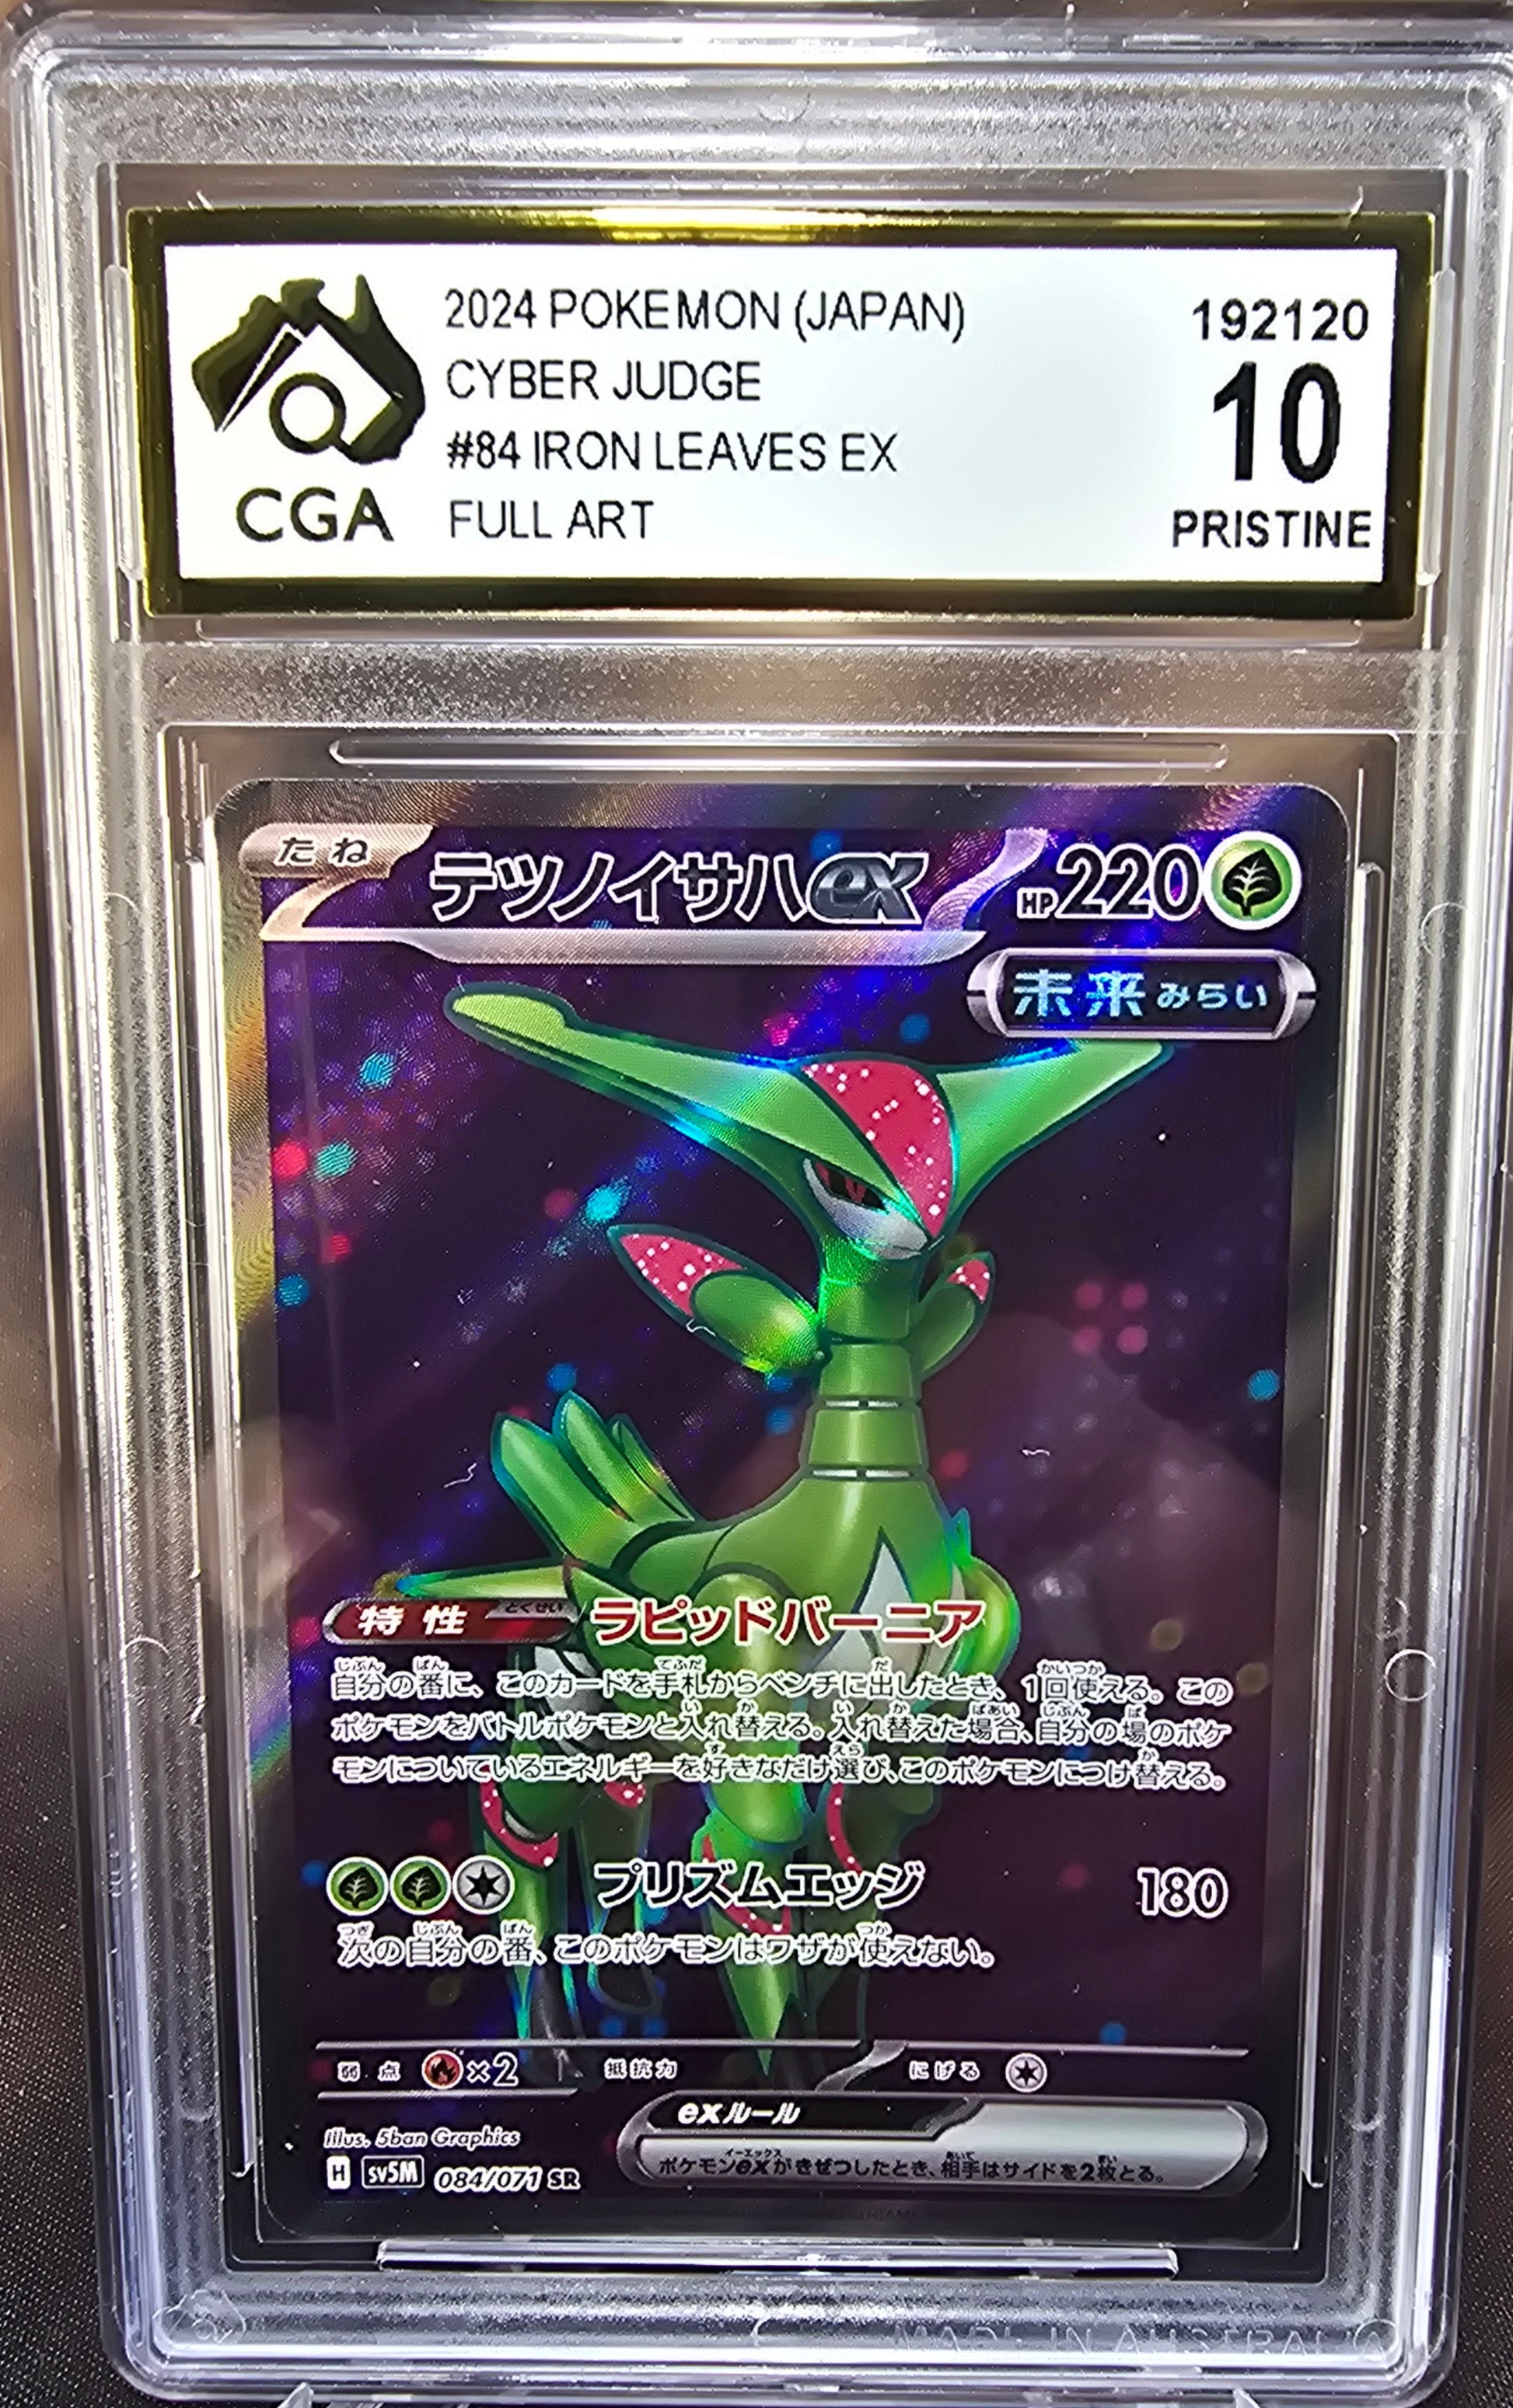 2024 POKEMON (JAPAN)
CYBER JUDGE
#84 IRON LEAVES EX
FULL ART
CGA
192120
10
PRISTINE
たね
テツノイサハex
HP220
未来みらい
特性 とくせい ラピッドバーニア
自分の番に、このカードを手札からベンチに出したとき、1回使える。この
ポケモンをバトルポケモンと入れ替える。入れ替えた場合、自分の場のポケ
モンについているエネルギーを好きなだけ選び、このポケモンにつけ替える。
プリズムエッジ 180
次の自分の番、このポケモンはワザが使えない。
弱点 ×2 抵抗力 にげる
exルール
ポケモンexがきぜつしたとき、相手はサイドを2枚とる。
Illus. 5ban Graphics
H sv5M 084/071 SR
MADE IN AUSTRALIA